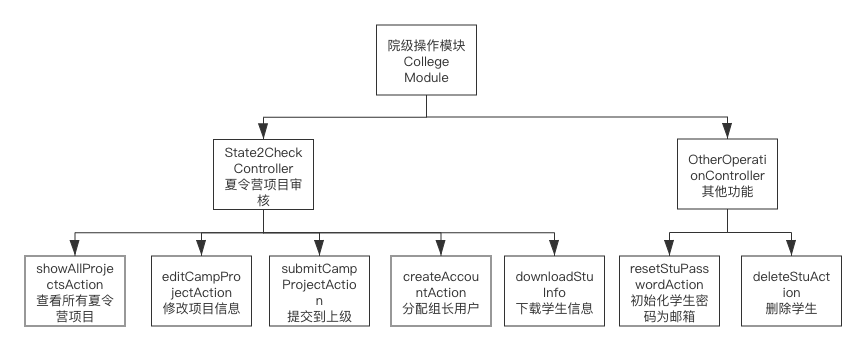 院级操作模块
College
Module
State2Check
Controller
夏令营项目审
核
OtherOperati
onController
其他功能
showAllProje
ctsAction
查看所有夏令
营项目
editCampPro
jectAction
修改项目信息
submitCamp
ProjectActio
n
提交到上级
createAccou
ntAction
分配组长用户
downloadStu
Info
下载学生信息
resetStuPass
wordAction
初始化学生密
码为邮箱
deleteStuAct
ion
删除学生